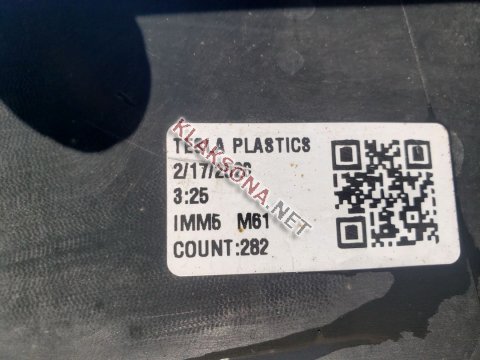 TESLA PLASTICS
3:25
IMM5 M61
COUNT:282
KLAKSONA.NET